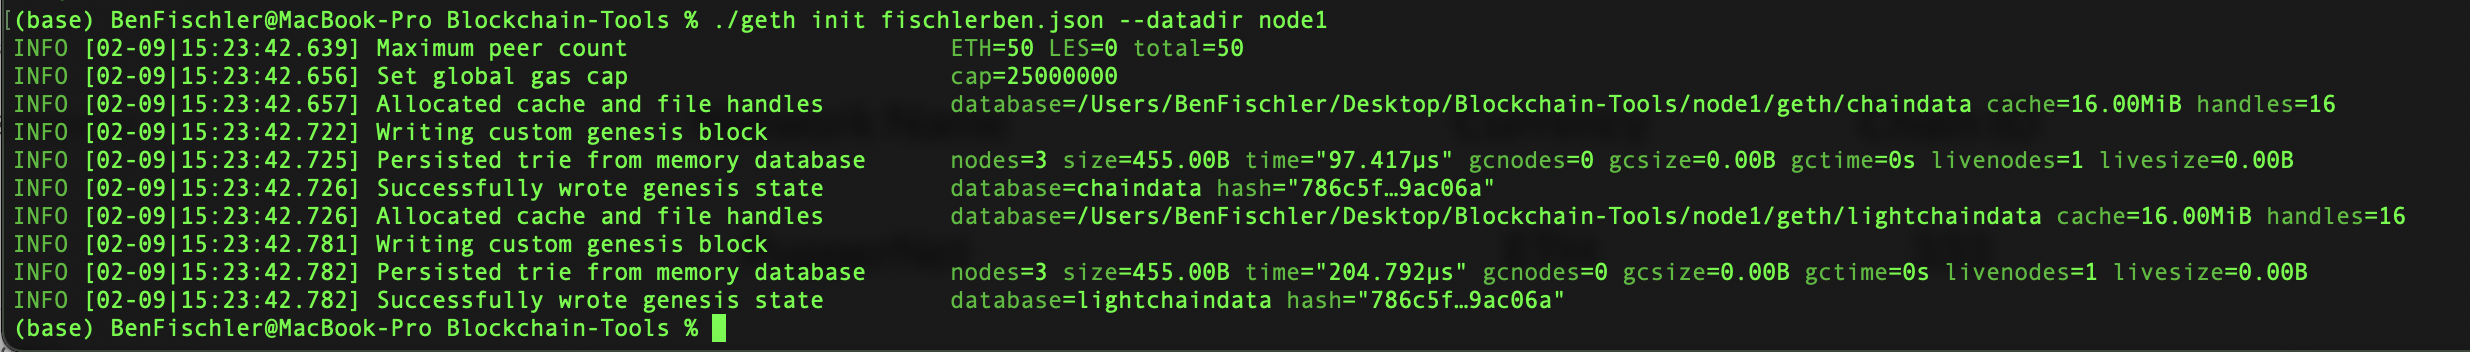 [(base) BenFischler@MacBook-Pro Blockchain-Tools % ./geth init fischlerben.json --datadir node1
INFO [02-09|15:23:42.639] Maximum peer count                       ETH=50 LES=0 total=50
INFO [02-09|15:23:42.656] Set global gas cap                       cap=25000000
INFO [02-09|15:23:42.657] Allocated cache and file handles         database=/Users/BenFischler/Desktop/Blockchain-Tools/node1/geth/chaindata cache=16.00MiB handles=16
INFO [02-09|15:23:42.722] Writing custom genesis block
INFO [02-09|15:23:42.725] Persisted trie from memory database      nodes=3 size=455.00B time="97.417µs" gcnodes=0 gcsize=0.00B gctime=0s livenodes=1 livesize=0.00B
INFO [02-09|15:23:42.726] Successfully wrote genesis state         database=chaindata hash="786c5f…9ac06a"
INFO [02-09|15:23:42.726] Allocated cache and file handles         database=/Users/BenFischler/Desktop/Blockchain-Tools/node1/geth/lightchaindata cache=16.00MiB handles=16
INFO [02-09|15:23:42.781] Writing custom genesis block
INFO [02-09|15:23:42.782] Persisted trie from memory database      nodes=3 size=455.00B time="204.792µs" gcnodes=0 gcsize=0.00B gctime=0s livenodes=1 livesize=0.00B
INFO [02-09|15:23:42.782] Successfully wrote genesis state         database=lightchaindata hash="786c5f…9ac06a"
(base) BenFischler@MacBook-Pro Blockchain-Tools %